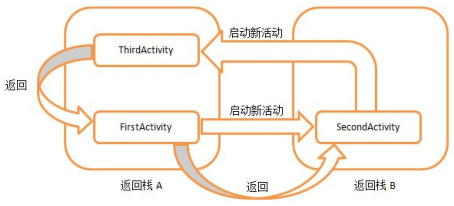 启动新活动
ThirdActivity
返回
启动新活动
FirstActivity
SecondActivity
返回栈 A
返回
返回栈 B